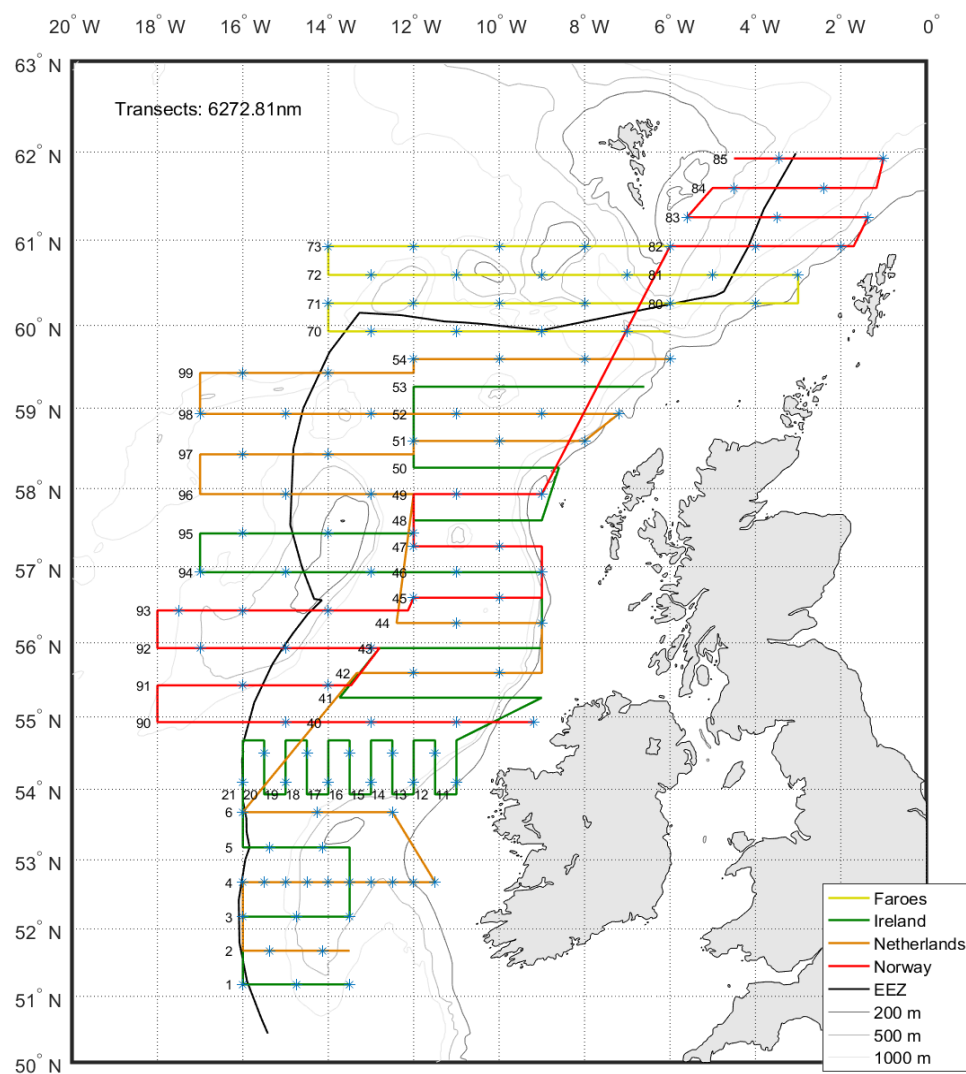 20° W 18° W 16° W 14° W 12° W 10° W 8° W 6° W 4° W 2° W 0°
63° N
Transects: 6272.81nm
62° N
85
84
83
61° N
73 82
72 81
71 80
60° N
70
54
99
53
59° N
98 52
51
97
50
58° N
96 49
48
95
47
57° N
94 46
45
93
44
56° N
92 43
42
91
41
55° N
90 40
54° N
21 20 19 18 17 16 15 14 13 12 11
6
53° N
5
4
3
52° N
2
51° N
1
50° N
Faroes
Ireland
Netherlands
Norway
EEZ
200 m
500 m
1000 m